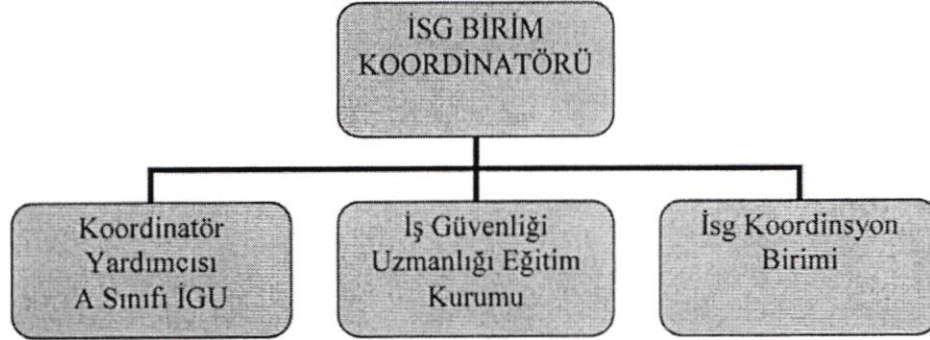 İSG BİRİM
KOORDİNATÖRÜ
Koordinatör
Yardımcısı
A Sınıfı İGU
İş Güvenliği
Uzmanlığı Eğitim
Kurumu
İsg Koordinsyon
Birimi